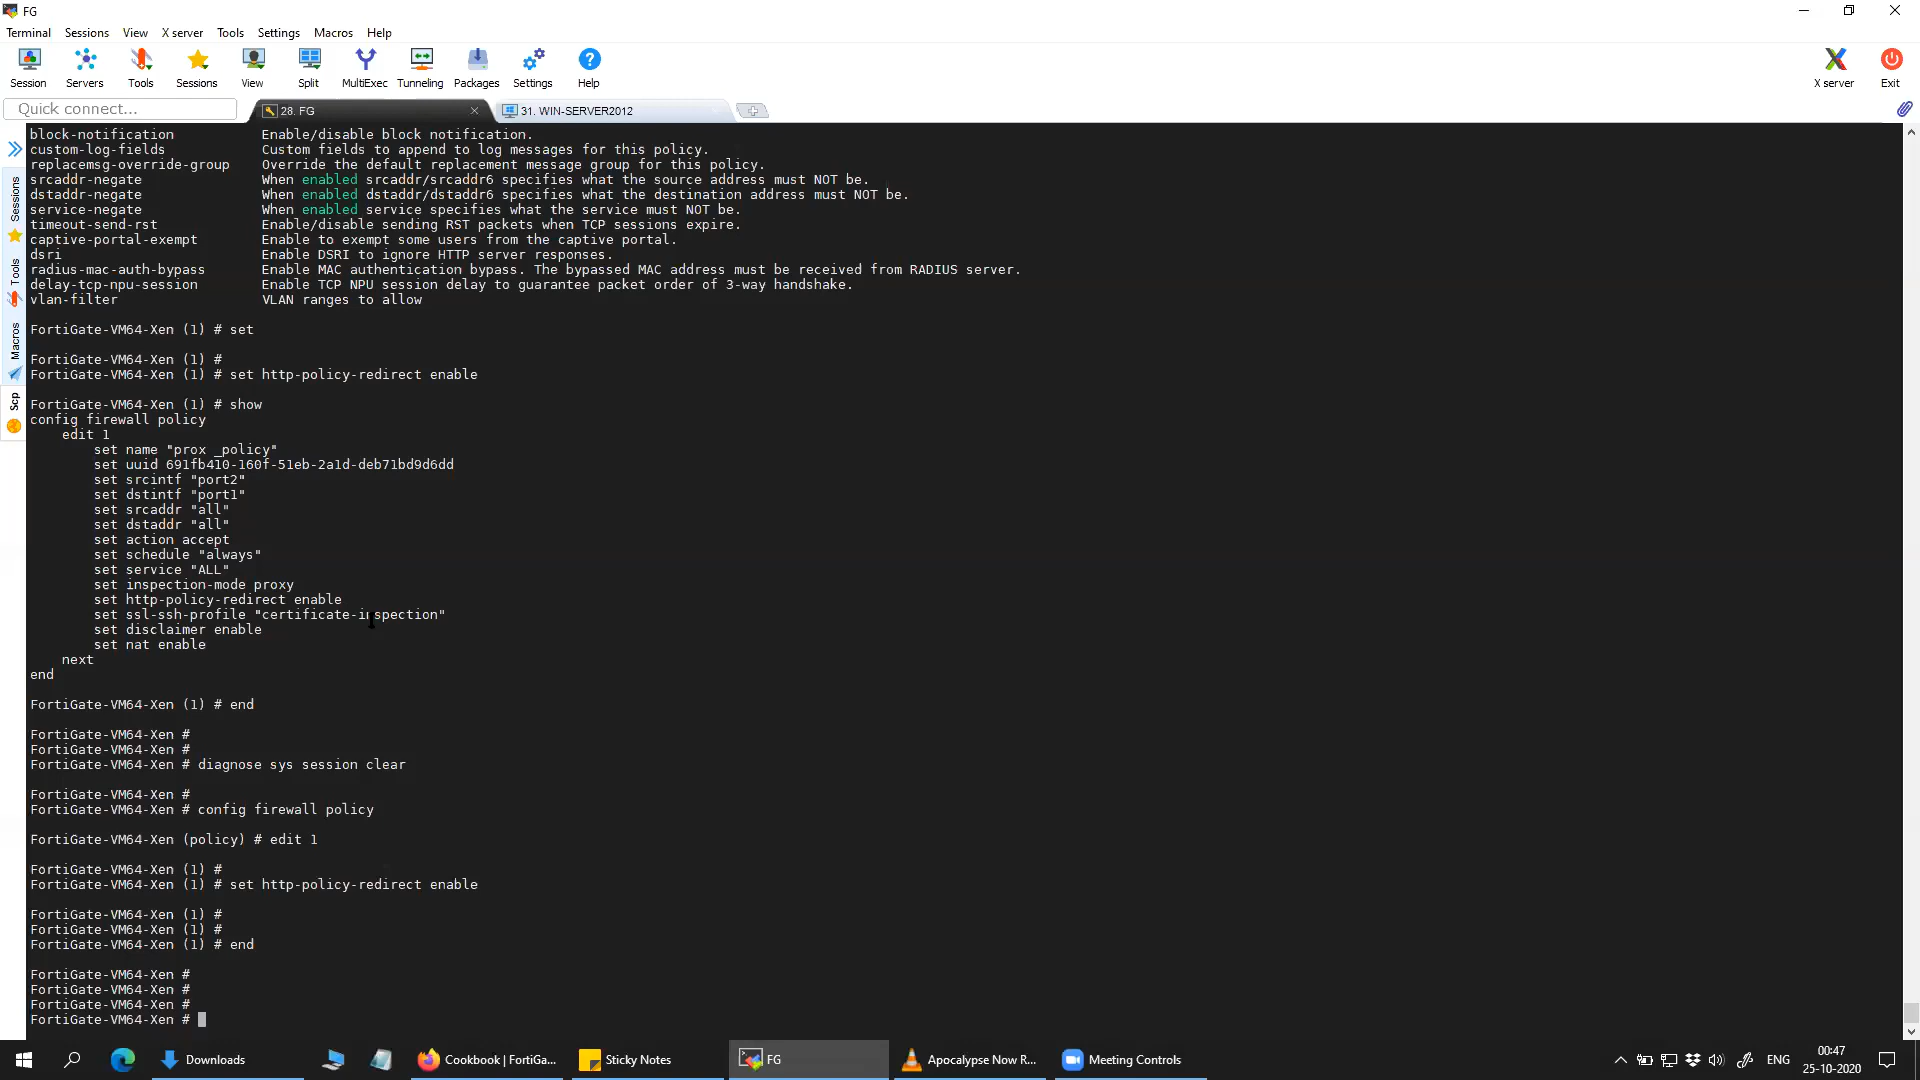 FG
Terminal Sessions View X server Tools Settings Macros Help
Session Servers Tools Sessions View Split MultiExec Tunneling Packages Settings Help X server Exit
Quick connect... 28. FG 31. WIN-SERVER2012
Sessions
Tools
Macros
Scp
block-notification Enable/disable block notification.
custom-log-fields Custom fields to append to log messages for this policy.
replacemsg-override-group Override the default replacement message group for this policy.
srcaddr-negate When enabled srcaddr/srcaddr6 specifies what the source address must NOT be.
dstaddr-negate When enabled dstaddr/dstaddr6 specifies what the destination address must NOT be.
service-negate When enabled service specifies what the service must NOT be.
timeout-send-rst Enable/disable sending RST packets when TCP sessions expire.
captive-portal-exempt Enable to exempt some users from the captive portal.
dsri Enable DSRI to ignore HTTP server responses.
radius-mac-auth-bypass Enable MAC authentication bypass. The bypassed MAC address must be received from RADIUS server.
delay-tcp-npu-session Enable TCP NPU session delay to guarantee packet order of 3-way handshake.
vlan-filter VLAN ranges to allow
FortiGate-VM64-Xen (1) # set
FortiGate-VM64-Xen (1) #
FortiGate-VM64-Xen (1) # set http-policy-redirect enable
FortiGate-VM64-Xen (1) # show
config firewall policy
edit 1
set name "prox _policy"
set uuid 691fb410-160f-51eb-2a1d-deb71bd9d6dd
set srcintf "port2"
set dstintf "port1"
set srcaddr "all"
set dstaddr "all"
set action accept
set schedule "always"
set service "ALL"
set inspection-mode proxy
set http-policy-redirect enable
set ssl-ssh-profile "certificate-inspection"
set disclaimer enable
set nat enable
next
end
FortiGate-VM64-Xen (1) # end
FortiGate-VM64-Xen #
FortiGate-VM64-Xen #
FortiGate-VM64-Xen # diagnose sys session clear
FortiGate-VM64-Xen #
FortiGate-VM64-Xen # config firewall policy
FortiGate-VM64-Xen (policy) # edit 1
FortiGate-VM64-Xen (1) #
FortiGate-VM64-Xen (1) # set http-policy-redirect enable
FortiGate-VM64-Xen (1) #
FortiGate-VM64-Xen (1) #
FortiGate-VM64-Xen (1) # end
FortiGate-VM64-Xen #
FortiGate-VM64-Xen #
FortiGate-VM64-Xen #
FortiGate-VM64-Xen #
Downloads Cookbook | FortiGa... Sticky Notes FG Apocalypse Now R... Meeting Controls ENG 00:47
25-10-2020